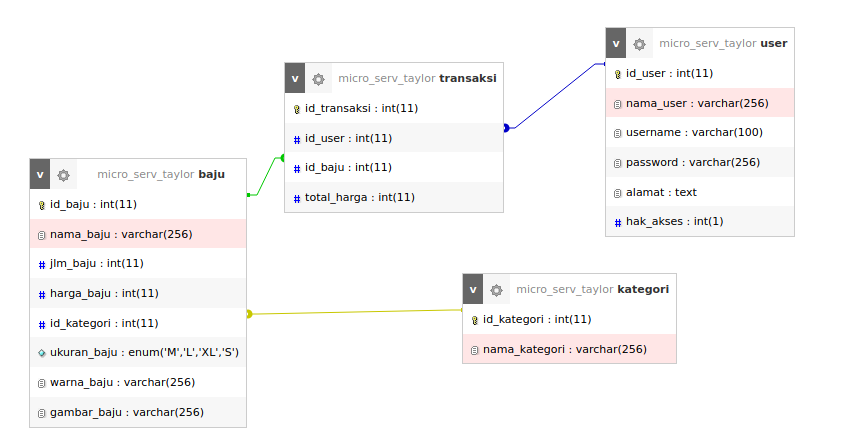 v micro_serv_taylor user
id_user : int(11)
nama_user : varchar(256)
username : varchar(100)
password : varchar(256)
alamat : text
hak_akses : int(1)
v micro_serv_taylor transaksi
id_transaksi : int(11)
id_user : int(11)
id_baju : int(11)
total_harga : int(11)
v micro_serv_taylor baju
id_baju : int(11)
nama_baju : varchar(256)
jlm_baju : int(11)
harga_baju : int(11)
id_kategori : int(11)
ukuran_baju : enum('M','L','XL','S')
warna_baju : varchar(256)
gambar_baju : varchar(256)
v micro_serv_taylor kategori
id_kategori : int(11)
nama_kategori : varchar(256)